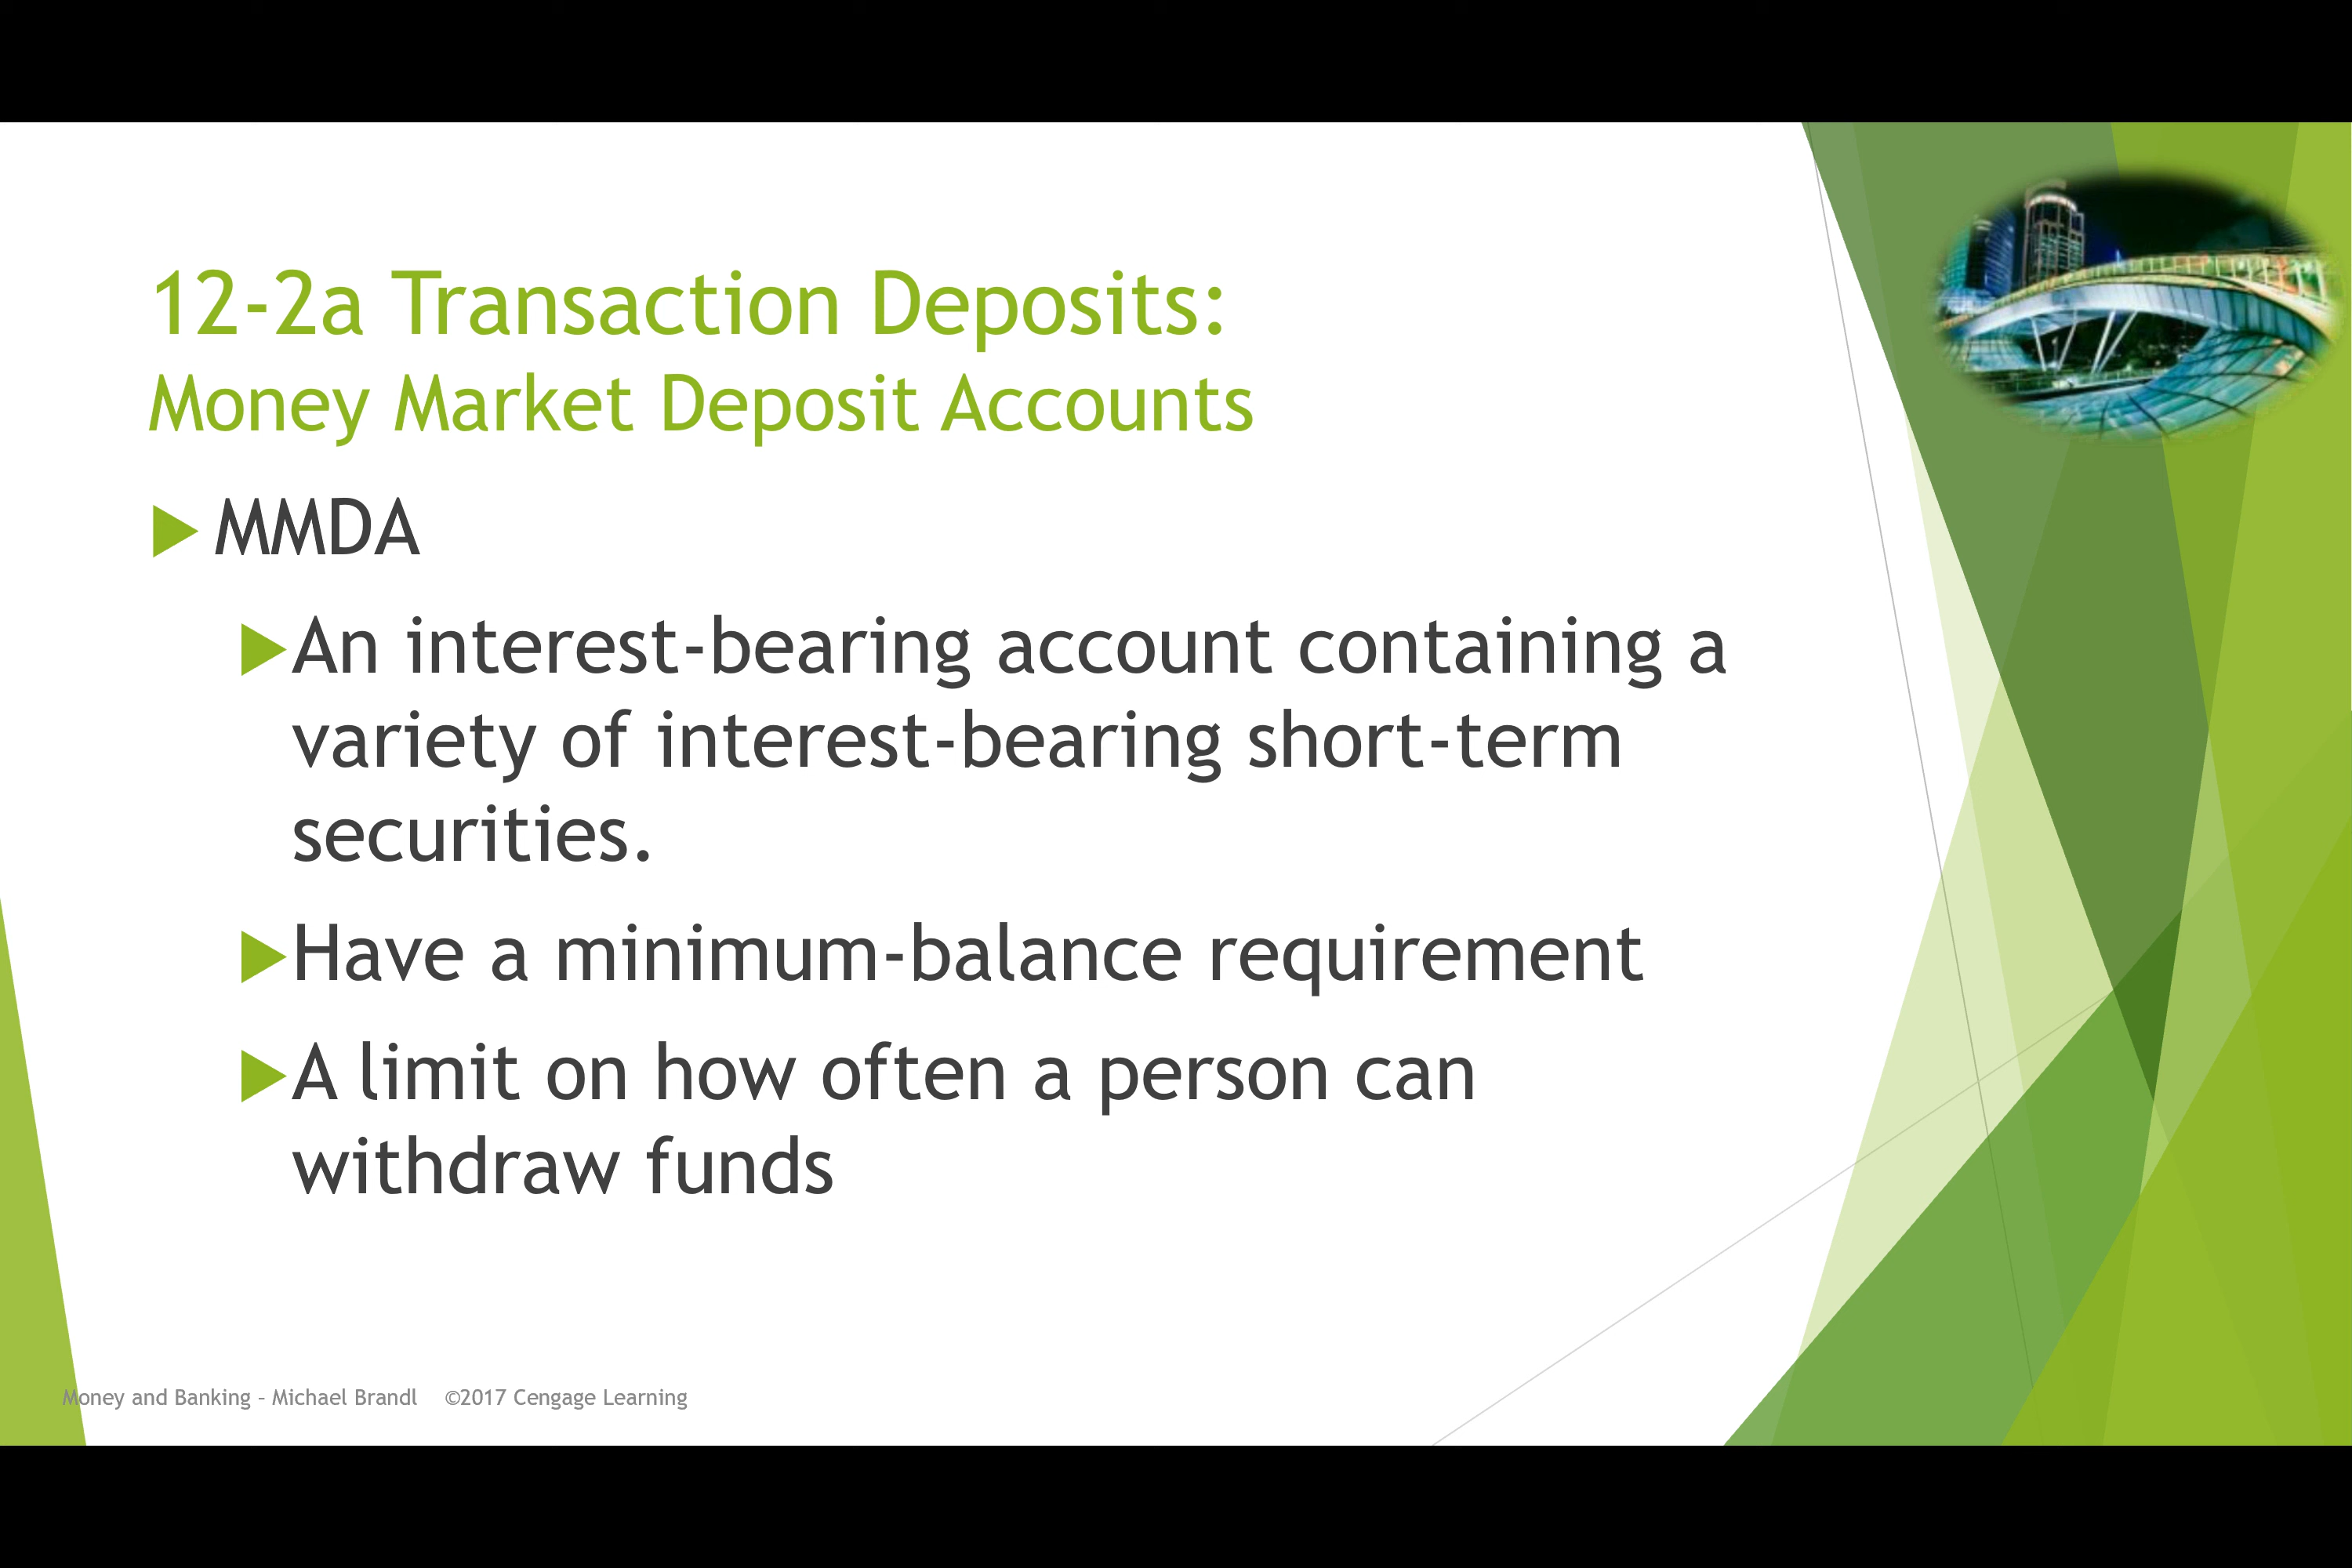 12-2a Transaction Deposits:
Money Market Deposit Accounts
MMDA
An interest-bearing account containing a
variety of interest-bearing short-term
securities.
Have a minimum-balance requirement
A limit on how often a person can
withdraw funds
Money and Banking – Michael Brandl ©2017 Cengage Learning